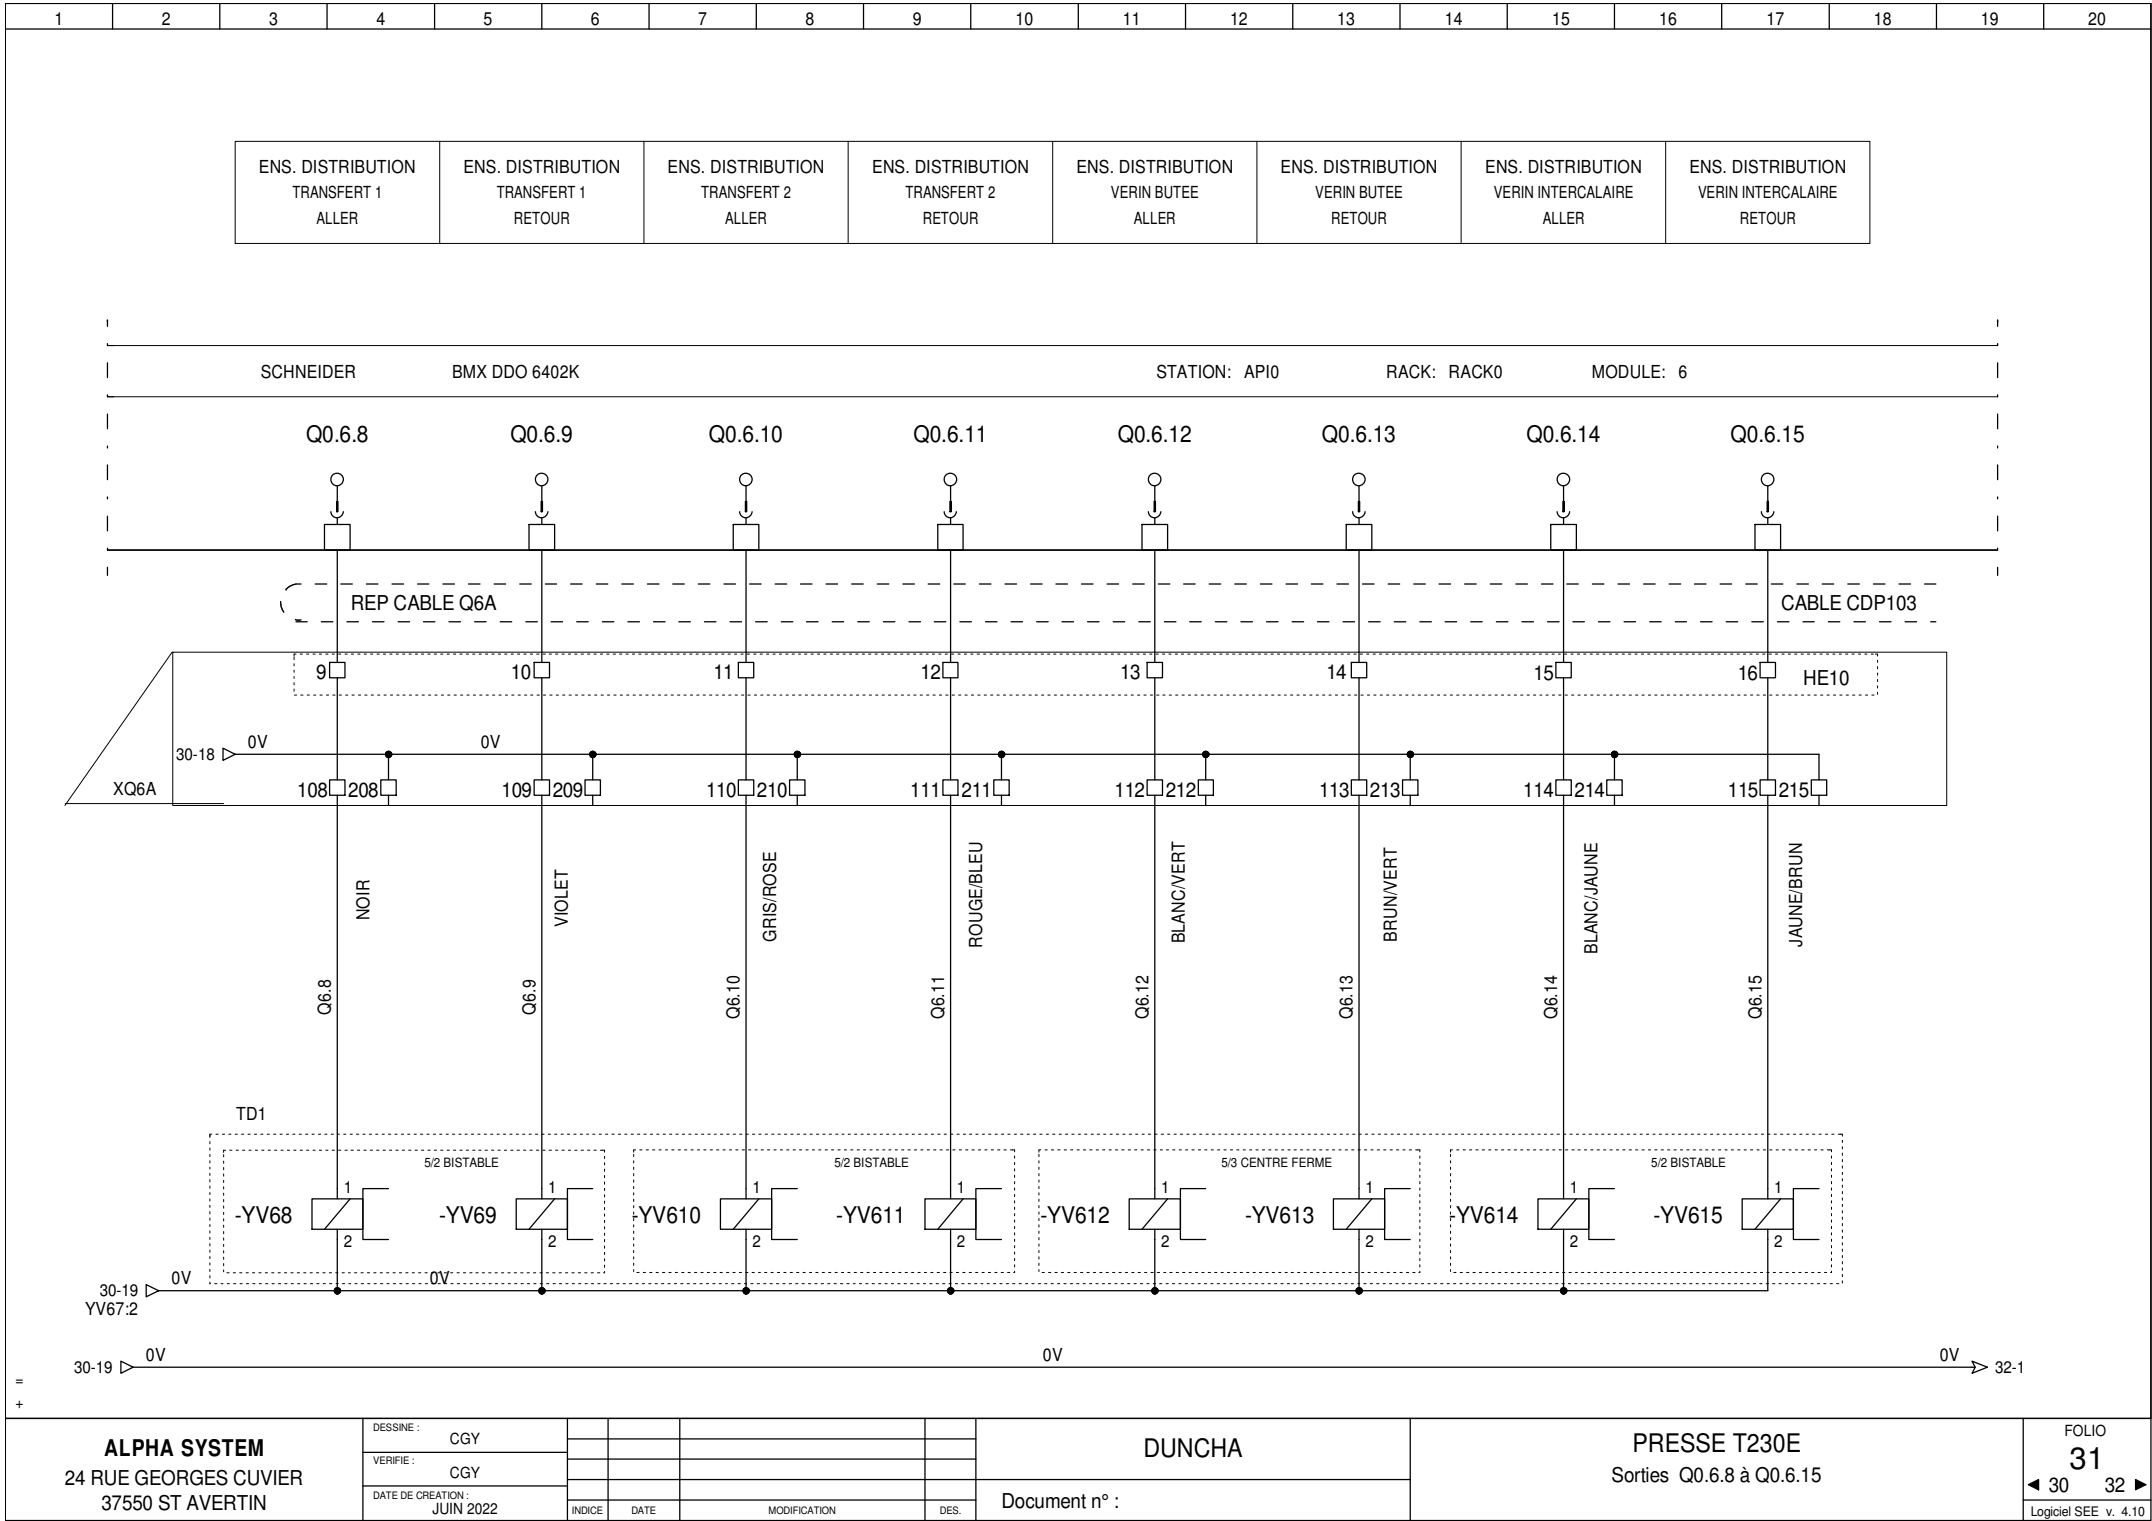 1 2 3 4 5 6 7 8 9 10 11 12 13 14 15 16 17 18 19 20
ENS. DISTRIBUTION ENS. DISTRIBUTION ENS. DISTRIBUTION ENS. DISTRIBUTION ENS. DISTRIBUTION ENS. DISTRIBUTION ENS. DISTRIBUTION ENS. DISTRIBUTION
TRANSFERT 1 TRANSFERT 1 TRANSFERT 2 TRANSFERT 2 VERIN BUTEE VERIN BUTEE VERIN INTERCALAIRE VERIN INTERCALAIRE
ALLER RETOUR ALLER RETOUR ALLER RETOUR ALLER RETOUR
SCHNEIDER BMX DDO 6402K STATION: API0 RACK: RACK0 MODULE: 6
Q0.6.8 Q0.6.9 Q0.6.10 Q0.6.11 Q0.6.12 Q0.6.13 Q0.6.14 Q0.6.15
REP CABLE Q6A CABLE CDP103
9 10 11 12 13 14 15 16 HE10
30-18 0V 0V
XQ6A 108 208 109 209 110 210 111 211 112 212 113 213 114 214 115 215
NOIR VIOLET GRIS/ROSE ROUGE/BLEU BLANC/VERT BRUN/VERT BLANC/JAUNE JAUNE/BRUN
Q6.8 Q6.9 Q6.10 Q6.11 Q6.12 Q6.13 Q6.14 Q6.15
TD1
5/2 BISTABLE 5/2 BISTABLE 5/3 CENTRE FERME 5/2 BISTABLE
1 1 1 1 1 1 1 1
-YV68 -YV69 -YV610 -YV611 -YV612 -YV613 -YV614 -YV615
2 2 2 2 2 2 2 2
30-19 0V 0V
YV67:2
30-19 0V 0V 0V 32-1
=
+
ALPHA SYSTEM
24 RUE GEORGES CUVIER
37550 ST AVERTIN
DESSINE : CGY
VERIFIE : CGY
DATE DE CREATION : JUIN 2022
INDICE DATE MODIFICATION DES.
DUNCHA
Document n° :
PRESSE T230E
Sorties Q0.6.8 à Q0.6.15
FOLIO
31
30 32
Logiciel SEE v. 4.10